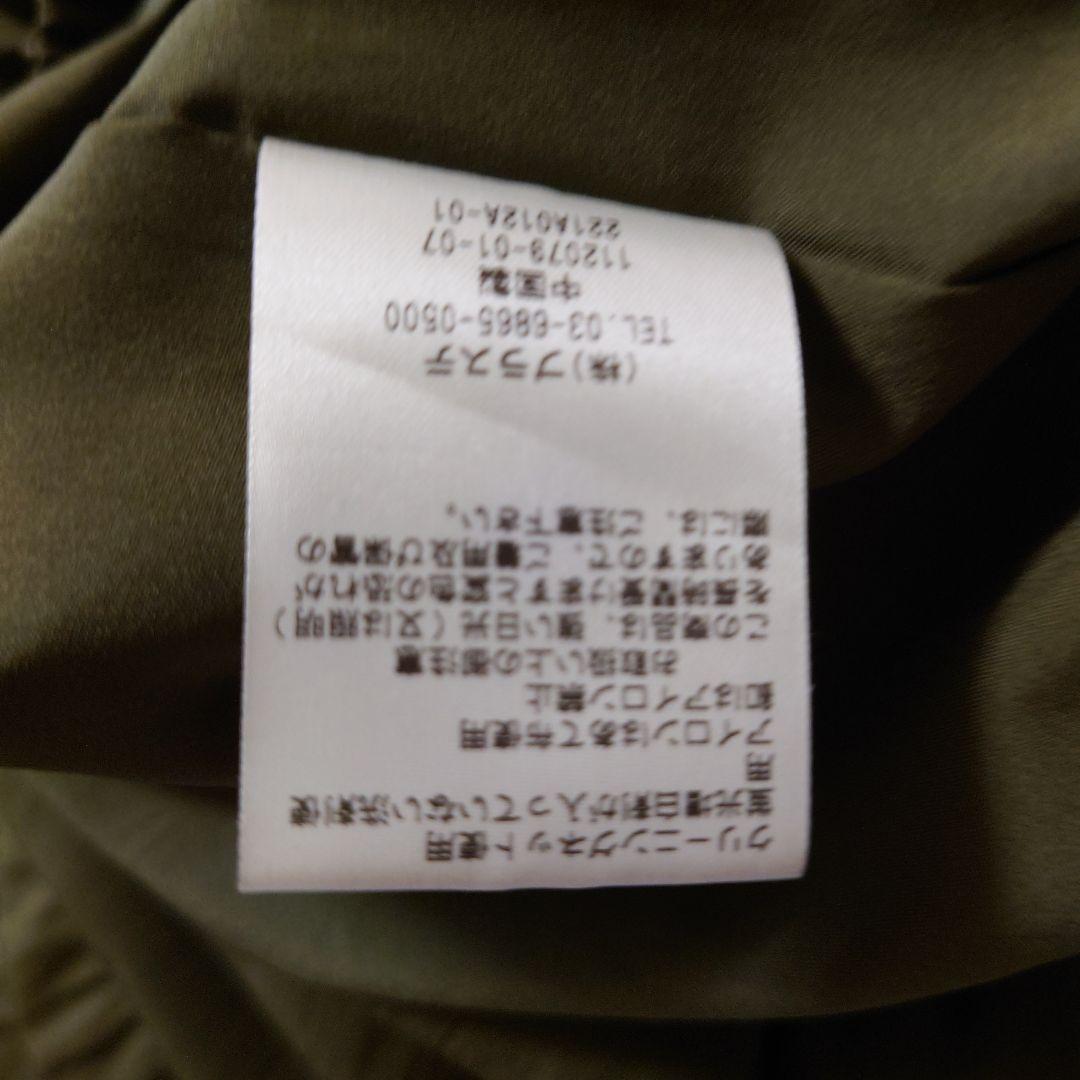 クリーニングネット使用
蛍光増白剤が入っていない洗剤使
用
アイロンはあて布使用
釦はアイロン禁止
お取扱い上の御注意
この商品は、強い日光(又は照明)
を長時間受けますと変色の恐れが
ありますので、ご着用及び保管の
際には、ご注意下さい。
(株)プラステ
TEL.03-6865-0500
中国製
112079-01-07
221A012A-01